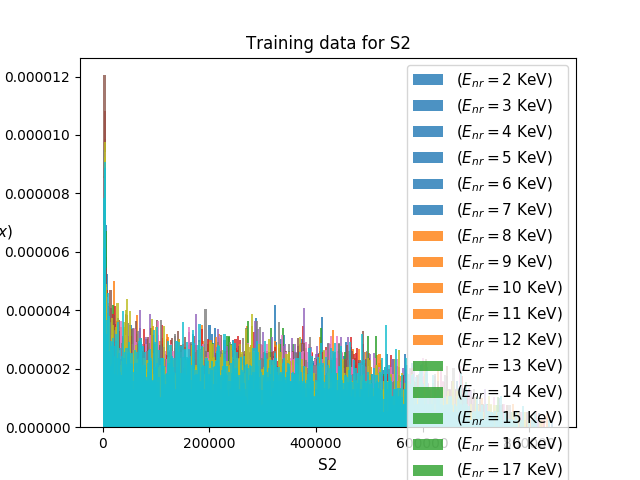 Training data for S2
0.000012
0.000010
0.000008
0.000006
0.000004
0.000002
0.000000
x)
0
200000
400000
600000
S2
(E_nr = 2 KeV)
(E_nr = 3 KeV)
(E_nr = 4 KeV)
(E_nr = 5 KeV)
(E_nr = 6 KeV)
(E_nr = 7 KeV)
(E_nr = 8 KeV)
(E_nr = 9 KeV)
(E_nr = 10 KeV)
(E_nr = 11 KeV)
(E_nr = 12 KeV)
(E_nr = 13 KeV)
(E_nr = 14 KeV)
(E_nr = 15 KeV)
(E_nr = 16 KeV)
(E_nr = 17 KeV)